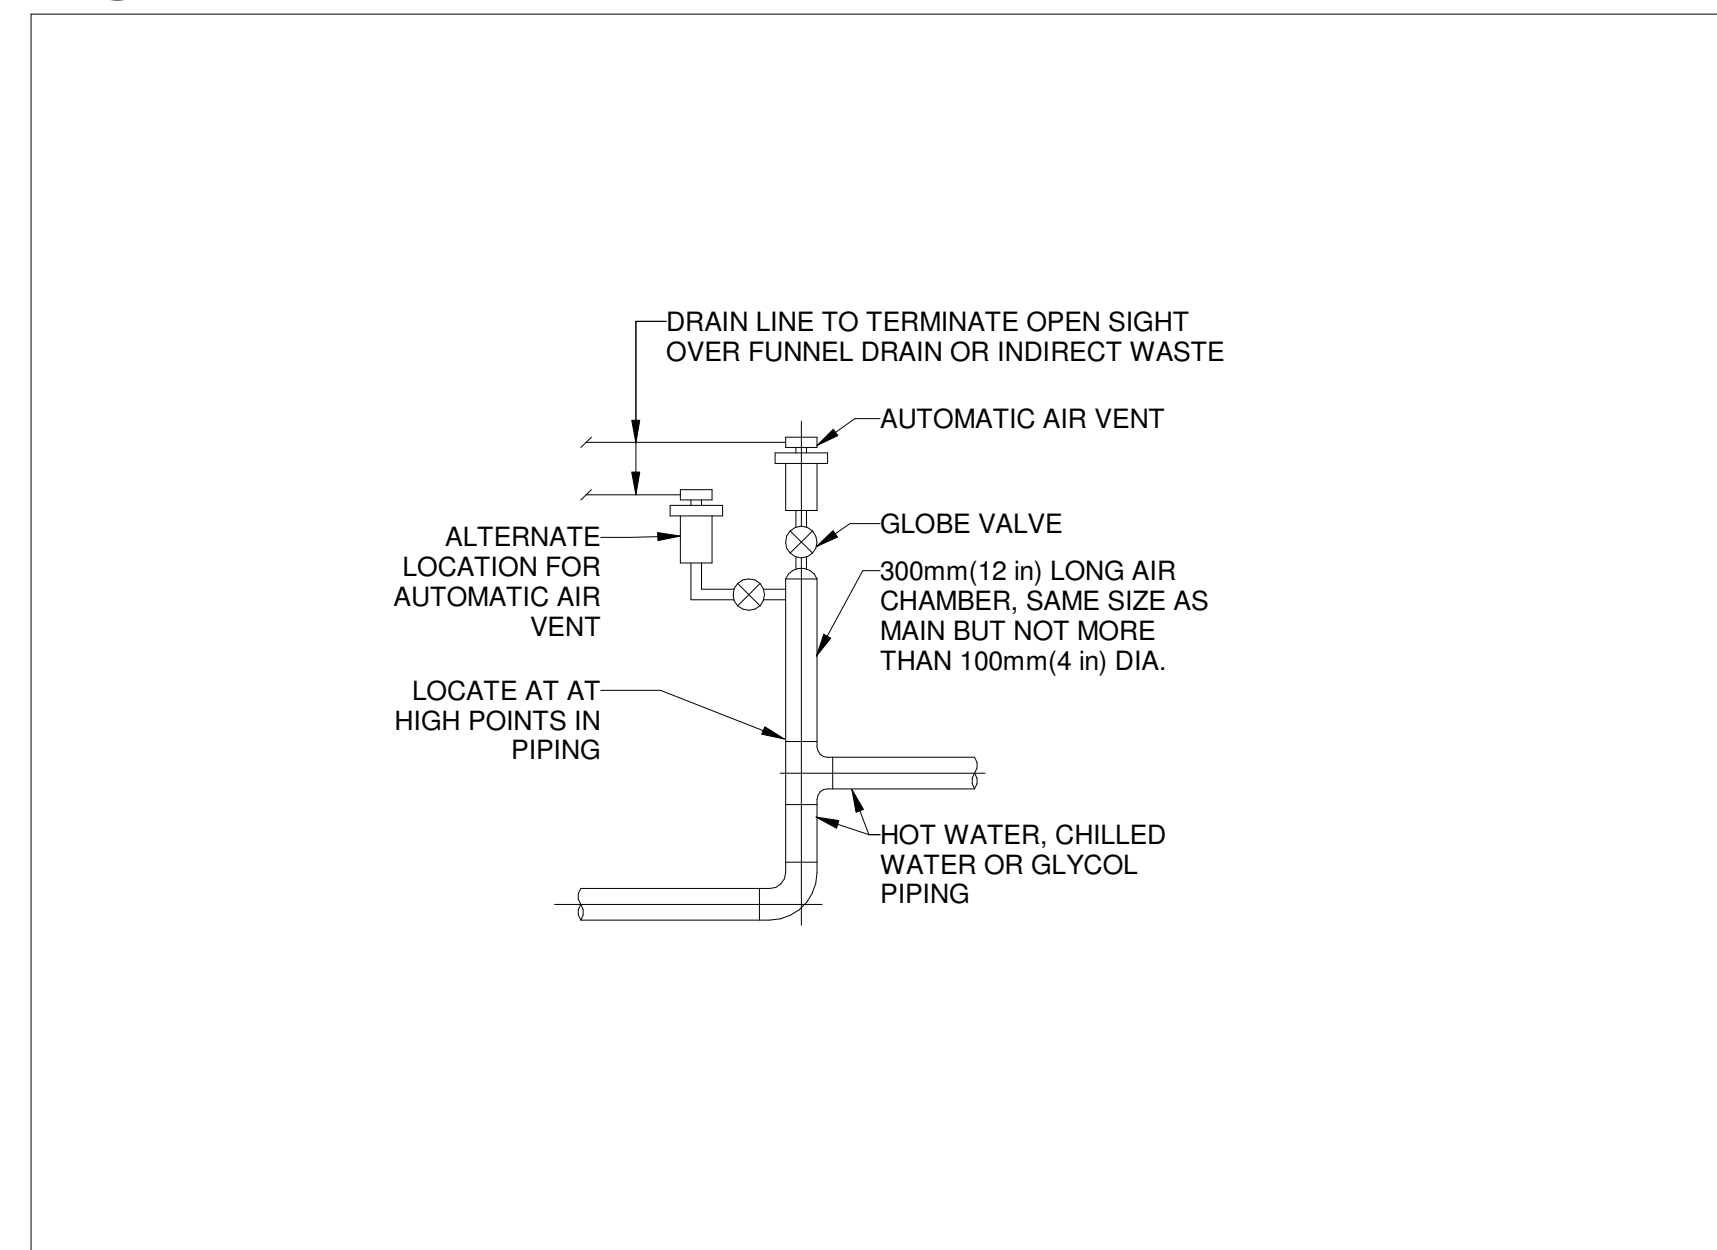 DRAIN LINE TO TERMINATE OPEN SIGHT
OVER FUNNEL DRAIN OR INDIRECT WASTE
AUTOMATIC AIR VENT
GLOBE VALVE
ALTERNATE
LOCATION FOR
AUTOMATIC AIR
VENT
300mm(12 in) LONG AIR
CHAMBER, SAME SIZE AS
MAIN BUT NOT MORE
THAN 100mm(4 in) DIA.
LOCATE AT AT
HIGH POINTS IN
PIPING
HOT WATER, CHILLED
WATER OR GLYCOL
PIPING